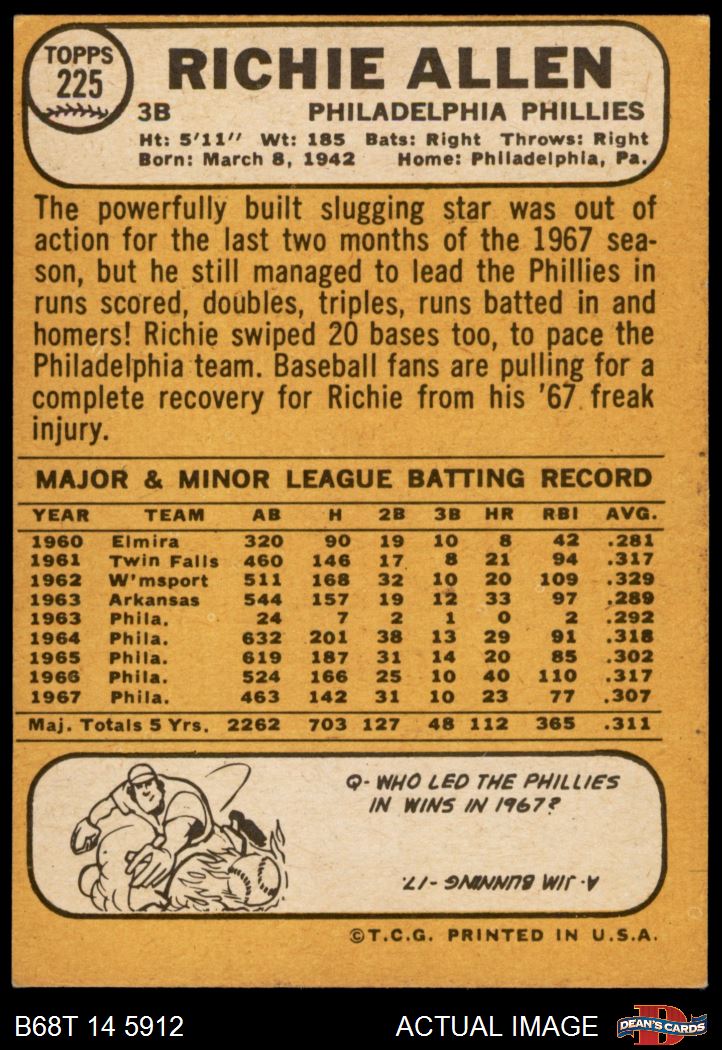 TOPPS
225
RICHIE ALLEN
3B PHILADELPHIA PHILLIES
Ht: 5'11" Wt: 185 Bats: Right Throws: Right
Born: March 8, 1942 Home: Philadelphia, Pa.
The powerfully built slugging star was out of
action for the last two months of the 1967 sea-
son, but he still managed to lead the Phillies in
runs scored, doubles, triples, runs batted in and
homers! Richie swiped 20 bases too, to pace the
Philadelphia team. Baseball fans are pulling for a
complete recovery for Richie from his '67 freak
injury.
MAJOR & MINOR LEAGUE BATTING RECORD
YEAR TEAM AB H 2B 3B HR RBI AVG.
1960 Elmira 320 90 19 10 8 42 .281
1961 Twin Falls 460 146 17 8 21 94 .317
1962 W'msport 511 168 32 10 20 109 .329
1963 Arkansas 544 157 19 12 33 97 .289
1963 Phila. 24 7 2 1 0 2 .292
1964 Phila. 632 201 38 13 29 91 .318
1965 Phila. 619 187 31 14 20 85 .302
1966 Phila. 524 166 25 10 40 110 .317
1967 Phila. 463 142 31 10 23 77 .307
Maj. Totals 5 Yrs. 2262 703 127 48 112 365 .311
Q- WHO LED THE PHILLIES
IN WINS IN 1967?
A- JIM BUNNING -17.
©T.C.G. PRINTED IN U.S.A.
B68T 14 5912 ACTUAL IMAGE DEAN'S CARDS